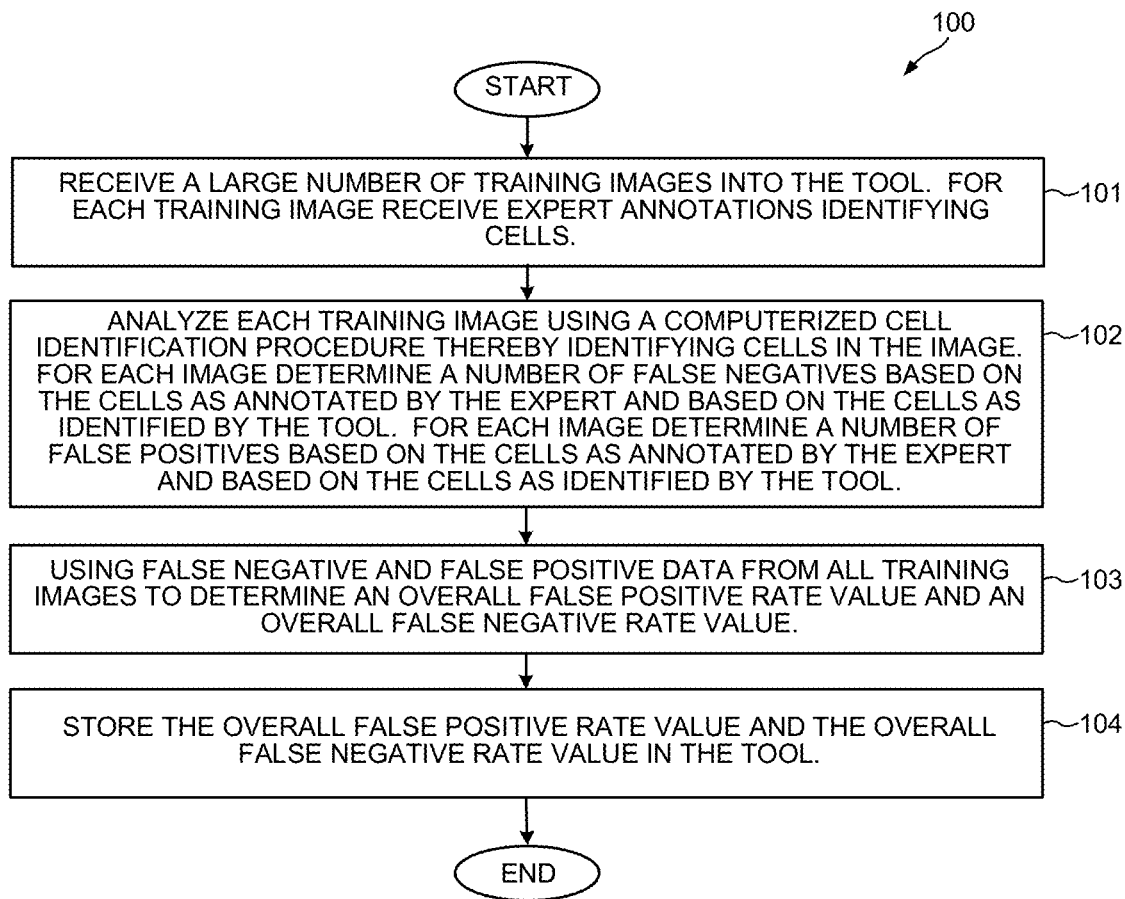 100
START
RECEIVE A LARGE NUMBER OF TRAINING IMAGES INTO THE TOOL. FOR
EACH TRAINING IMAGE RECEIVE EXPERT ANNOTATIONS IDENTIFYING
CELLS.
101
ANALYZE EACH TRAINING IMAGE USING A COMPUTERIZED CELL
IDENTIFICATION PROCEDURE THEREBY IDENTIFYING CELLS IN THE IMAGE.
FOR EACH IMAGE DETERMINE A NUMBER OF FALSE NEGATIVES BASED ON
THE CELLS AS ANNOTATED BY THE EXPERT AND BASED ON THE CELLS AS
IDENTIFIED BY THE TOOL. FOR EACH IMAGE DETERMINE A NUMBER OF
FALSE POSITIVES BASED ON THE CELLS AS ANNOTATED BY THE EXPERT
AND BASED ON THE CELLS AS IDENTIFIED BY THE TOOL.
102
USING FALSE NEGATIVE AND FALSE POSITIVE DATA FROM ALL TRAINING
IMAGES TO DETERMINE AN OVERALL FALSE POSITIVE RATE VALUE AND AN
OVERALL FALSE NEGATIVE RATE VALUE.
103
STORE THE OVERALL FALSE POSITIVE RATE VALUE AND THE OVERALL
FALSE NEGATIVE RATE VALUE IN THE TOOL.
104
END